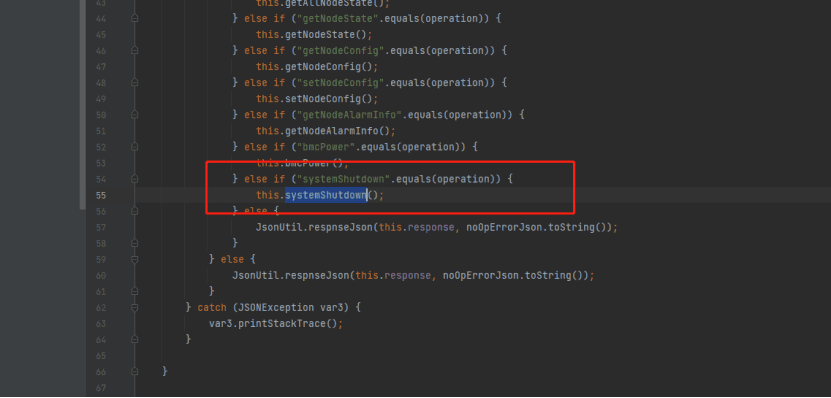 43 this.getAllNodeState();
44 } else if ("getNodeState".equals(operation)) {
45 this.getNodeState();
46 } else if ("getNodeConfig".equals(operation)) {
47 this.getNodeConfig();
48 } else if ("setNodeConfig".equals(operation)) {
49 this.setNodeConfig();
50 } else if ("getNodeAlarmInfo".equals(operation)) {
51 this.getNodeAlarmInfo();
52 } else if ("bmcPower".equals(operation)) {
53 this.bmcPower();
54 } else if ("systemShutdown".equals(operation)) {
55 this.systemShutdown();
56 } else {
57 JsonUtil.respnseJson(this.response, noOpErrorJson.toString());
58 }
59 } else {
60 JsonUtil.respnseJson(this.response, noOpErrorJson.toString());
61 }
62 } catch (JSONException var3) {
63 var3.printStackTrace();
64 }
65
66 }
67